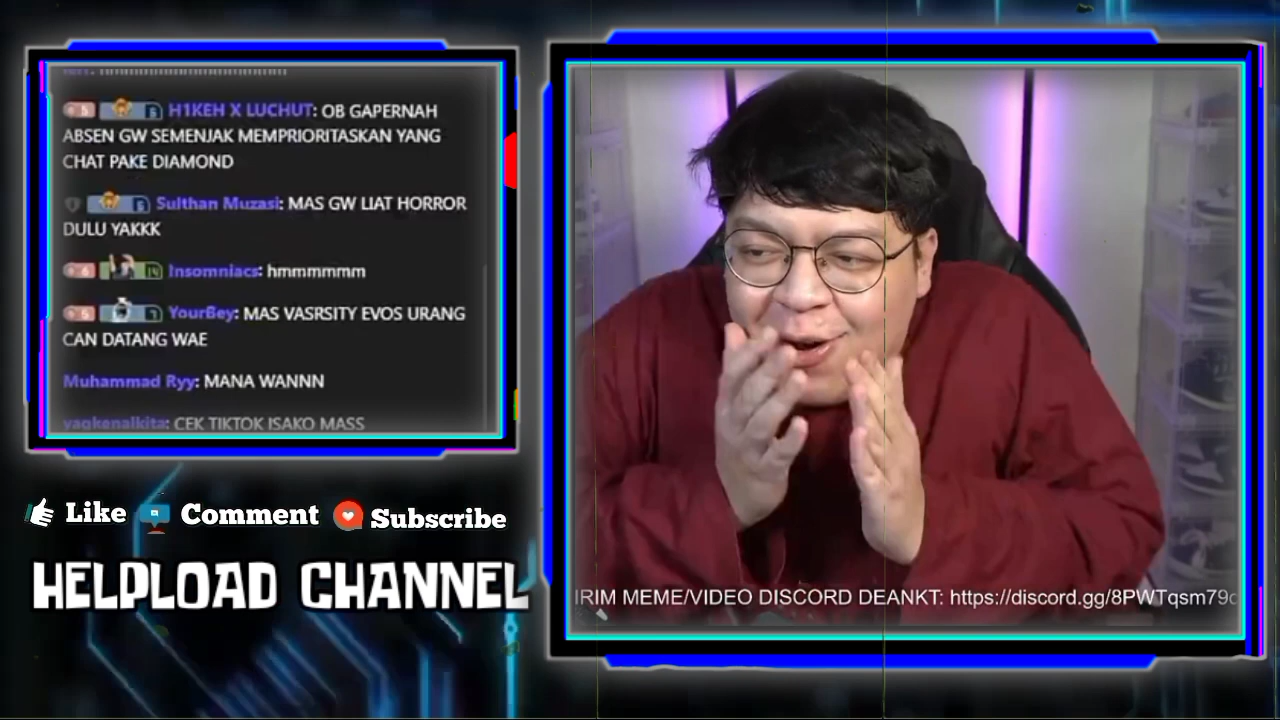 H1KEH X LUCHUT: OB GAPERNAH
ABSEN GW SEMENJAK MEMPRIORITASKAN YANG
CHAT PAKE DIAMOND
Sulthan Muzasi: MAS GW LIAT HORROR
DULU YAKKK
Insomniacs: hmmmmmm
YourBey: MAS VASRSITY EVOS URANG
CAN DATANG WAE
Muhammad Ryy: MANA WANNN
yagkenalkita: CEK TIKTOK ISAKO MASS
Like Comment Subscribe
HELPLOAD CHANNEL
IRIM MEME/VIDEO DISCORD DEANKT: https://discord.gg/8PWTqsm79